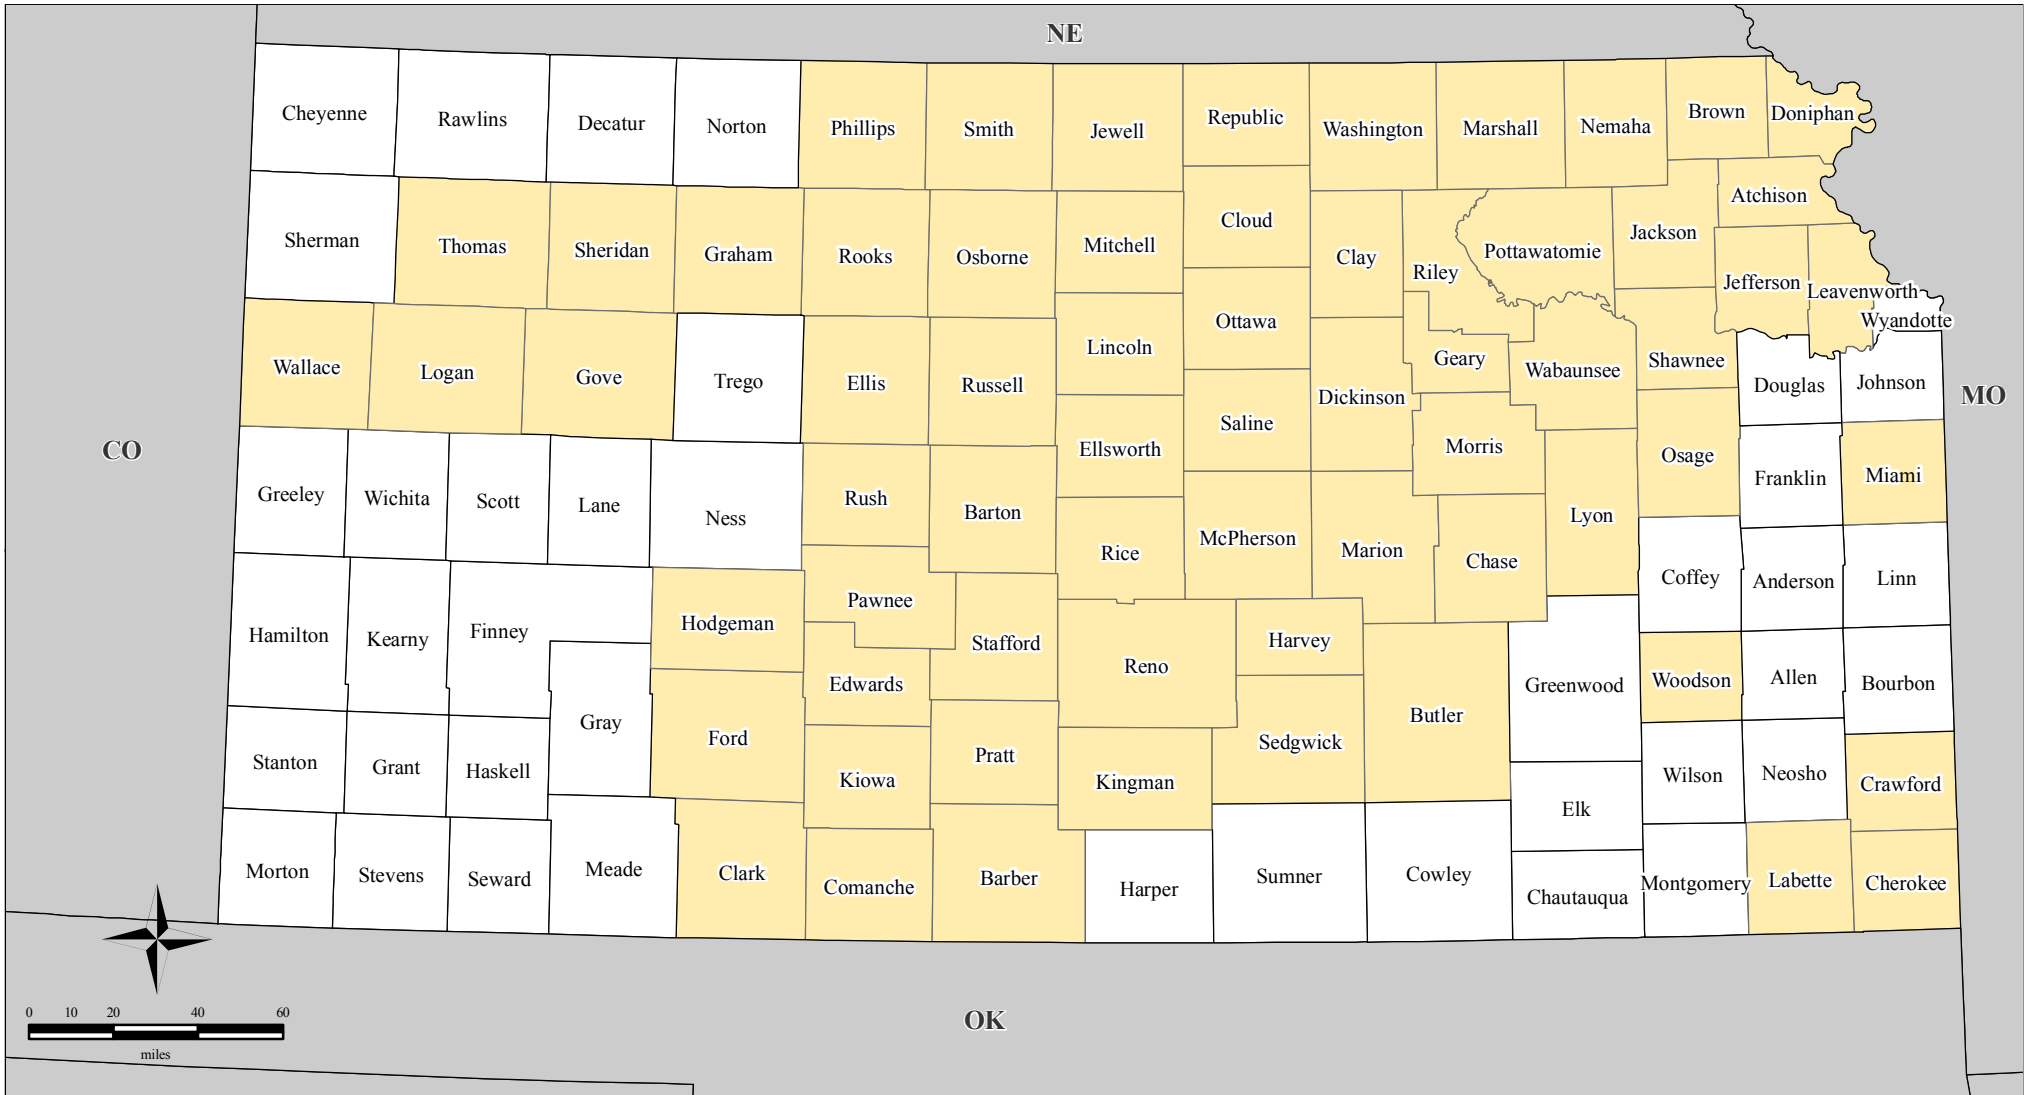 NE
Cheyenne
Rawlins
Decatur
Norton
Phillips
Smith
Jewell
Republic
Washington
Marshall
Nemaha
Brown
Doniphan
Atchison
Sherman
Thomas
Sheridan
Graham
Rooks
Osborne
Mitchell
Cloud
Clay
Riley
Pottawatomie
Jackson
Jefferson
Leavenworth
Wyandotte
Wallace
Logan
Gove
Trego
Ellis
Russell
Lincoln
Ottawa
Dickinson
Geary
Wabaunsee
Shawnee
Douglas
Johnson
MO
CO
Greeley
Wichita
Scott
Lane
Ness
Rush
Barton
Ellsworth
Saline
Morris
Osage
Franklin
Miami
Rice
McPherson
Marion
Chase
Lyon
Coffey
Anderson
Linn
Hamilton
Kearny
Finney
Hodgeman
Pawnee
Stafford
Reno
Harvey
Edwards
Butler
Greenwood
Woodson
Allen
Bourbon
Stanton
Grant
Haskell
Gray
Ford
Kiowa
Pratt
Kingman
Sedgwick
Elk
Wilson
Neosho
Crawford
Morton
Stevens
Seward
Meade
Clark
Comanche
Barber
Harper
Sumner
Cowley
Chautauqua
Montgomery
Labette
Cherokee
0 10 20 40 60
miles
OK